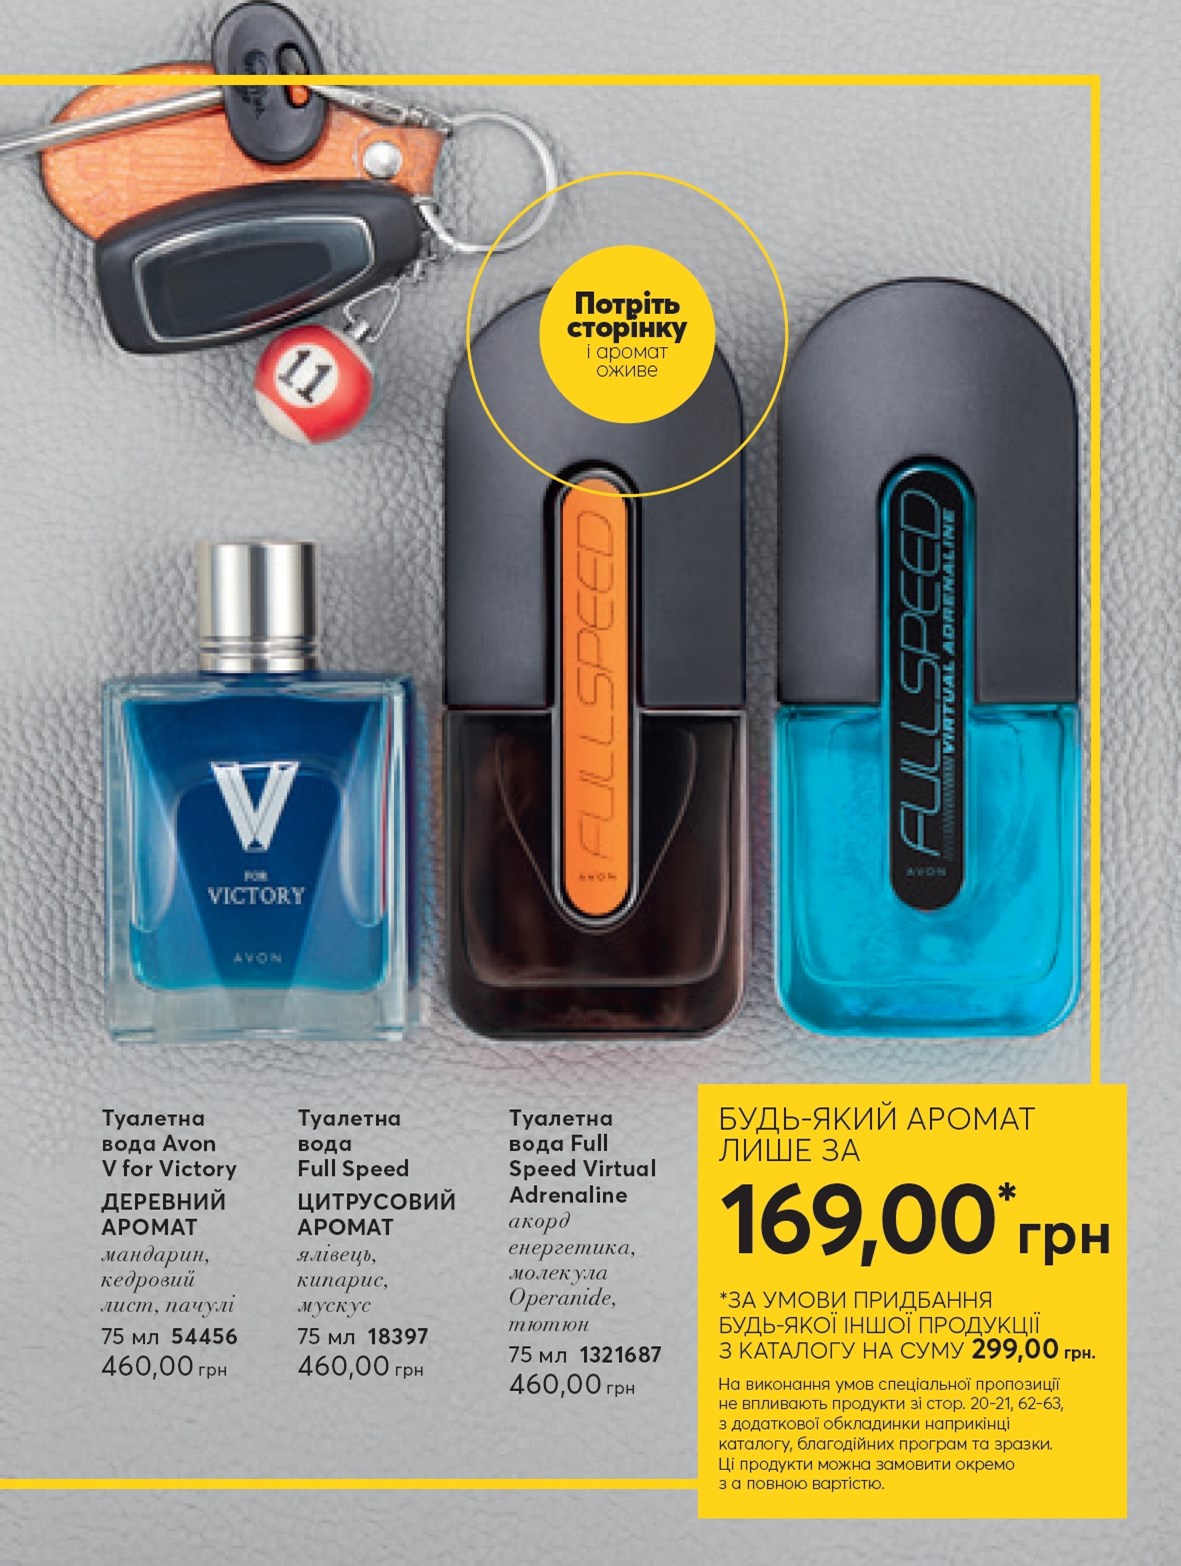 Потріть
сторінку
і аромат
оживе
11
FULL SPEED
AVON
FULL SPEED
VIRTUAL ADRENALINE
AVON
V
FOR
VICTORY
AVON
Туалетна
вода Avon
V for Victory
ДЕРЕВНИЙ
АРОМАТ
мандарин,
кедровий
лист, пачулі
75 мл 54456
460,00 грн
Туалетна
вода
Full Speed
ЦИТРУСОВИЙ
АРОМАТ
ялівець,
кипарис,
мускус
75 мл 18397
460,00 грн
Туалетна
вода Full
Speed Virtual
Adrenaline
акорд
енергетика,
молекула
Operanide,
тютюн
75 мл 1321687
460,00 грн
БУДЬ-ЯКИЙ АРОМАТ
ЛИШЕ ЗА
169,00* грн
*ЗА УМОВИ ПРИДБАННЯ
БУДЬ-ЯКОЇ ІНШОЇ ПРОДУКЦІЇ
З КАТАЛОГУ НА СУМУ 299,00 грн.
На виконання умов спеціальної пропозиції
не впливають продукти зі стор. 20-21, 62-63,
з додаткової обкладинки наприкінці
каталогу, благодійних програм та зразки.
Ці продукти можна замовити окремо
з а повною вартістю.